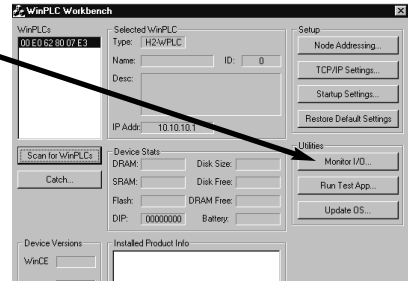 WinPLC Workbench
WinPLCs
00 E0 62 80 07 E3
Scan for WinPLCs
Catch...
Device Versions
WinCE
Selected WinPLC
Type: H2-WPLC
Name: ID: 0
Desc:
IP Addr: 10.10.10.1
Device Stats
DRAM: Disk Size:
SRAM: Disk Free:
Flash: DRAM Free:
DIP: 00000000 Battery:
Installed Product Info
Setup
Node Addressing...
TCP/IP Settings...
Startup Settings...
Restore Default Settings
Utilities
Monitor I/O...
Run Test App...
Update OS...